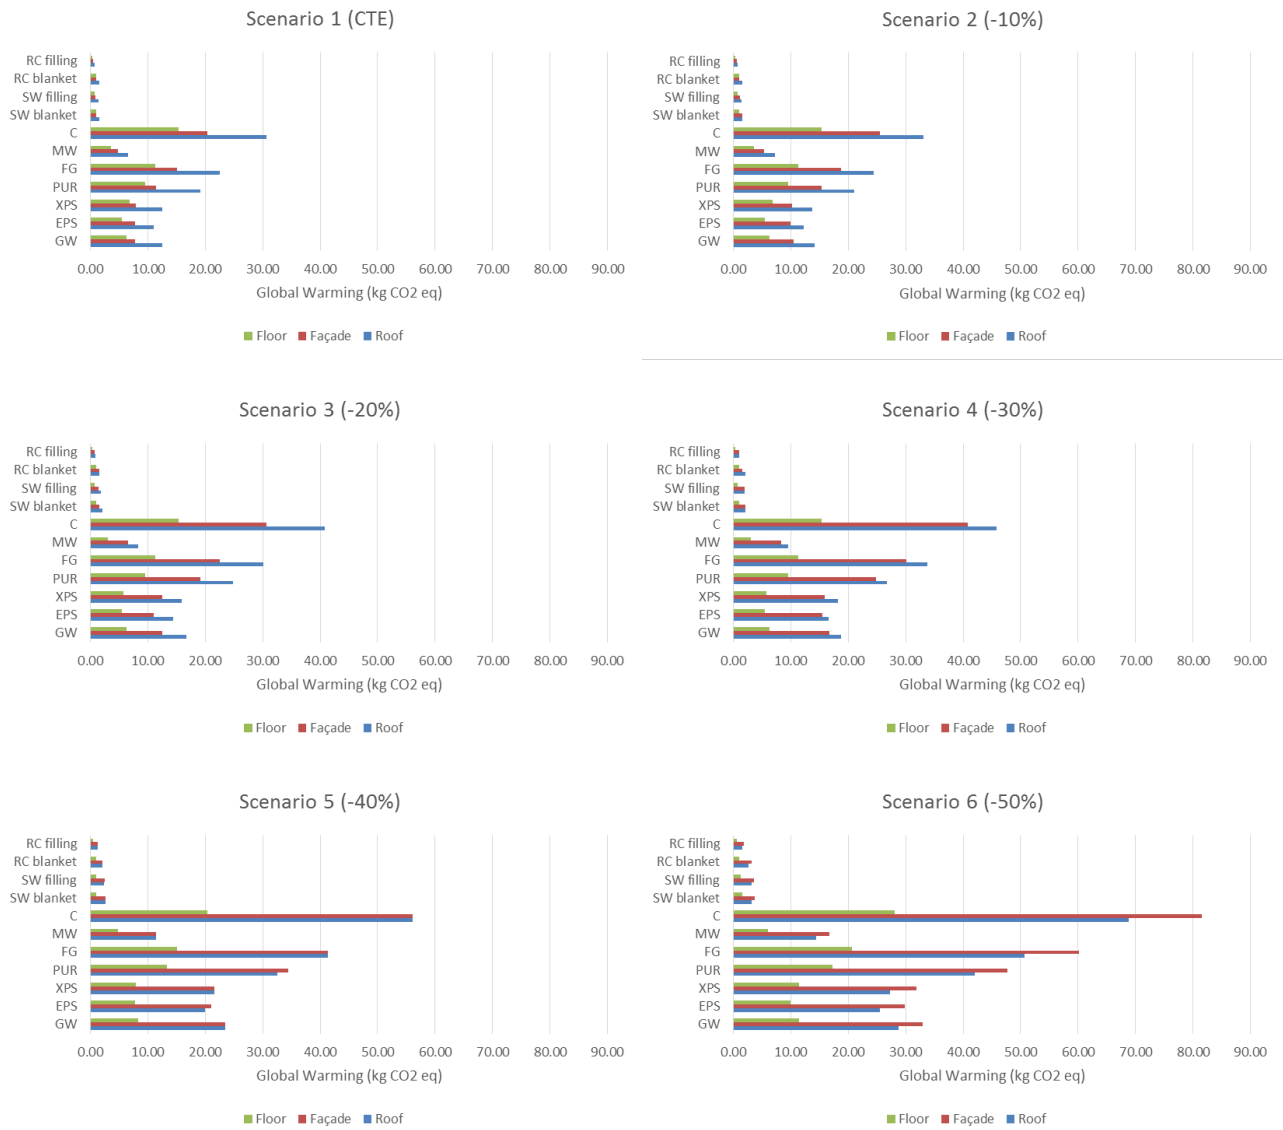 Scenario 1 (CTE)
RC filling
RC blanket
SW filling
SW blanket
C
MW
FG
PUR
XPS
EPS
GW
0.00 10.00 20.00 30.00 40.00 50.00 60.00 70.00 80.00 90.00
Global Warming (kg CO2 eq)
Floor Façade Roof
Scenario 2 (-10%)
RC filling
RC blanket
SW filling
SW blanket
C
MW
FG
PUR
XPS
EPS
GW
0.00 10.00 20.00 30.00 40.00 50.00 60.00 70.00 80.00 90.00
Global Warming (kg CO2 eq)
Floor Façade Roof
Scenario 3 (-20%)
RC filling
RC blanket
SW filling
SW blanket
C
MW
FG
PUR
XPS
EPS
GW
0.00 10.00 20.00 30.00 40.00 50.00 60.00 70.00 80.00 90.00
Global Warming (kg CO2 eq)
Floor Façade Roof
Scenario 4 (-30%)
RC filling
RC blanket
SW filling
SW blanket
C
MW
FG
PUR
XPS
EPS
GW
0.00 10.00 20.00 30.00 40.00 50.00 60.00 70.00 80.00 90.00
Global Warming (kg CO2 eq)
Floor Façade Roof
Scenario 5 (-40%)
RC filling
RC blanket
SW filling
SW blanket
C
MW
FG
PUR
XPS
EPS
GW
0.00 10.00 20.00 30.00 40.00 50.00 60.00 70.00 80.00 90.00
Global Warming (kg CO2 eq)
Floor Façade Roof
Scenario 6 (-50%)
RC filling
RC blanket
SW filling
SW blanket
C
MW
FG
PUR
XPS
EPS
GW
0.00 10.00 20.00 30.00 40.00 50.00 60.00 70.00 80.00 90.00
Global Warming (kg CO2 eq)
Floor Façade Roof